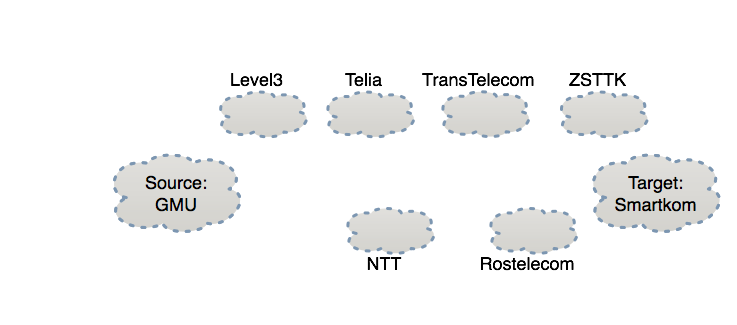 Level3
Telia
TransTelecom
ZSTTK
Source:
GMU
Target:
Smartkom
NTT
Rostelecom